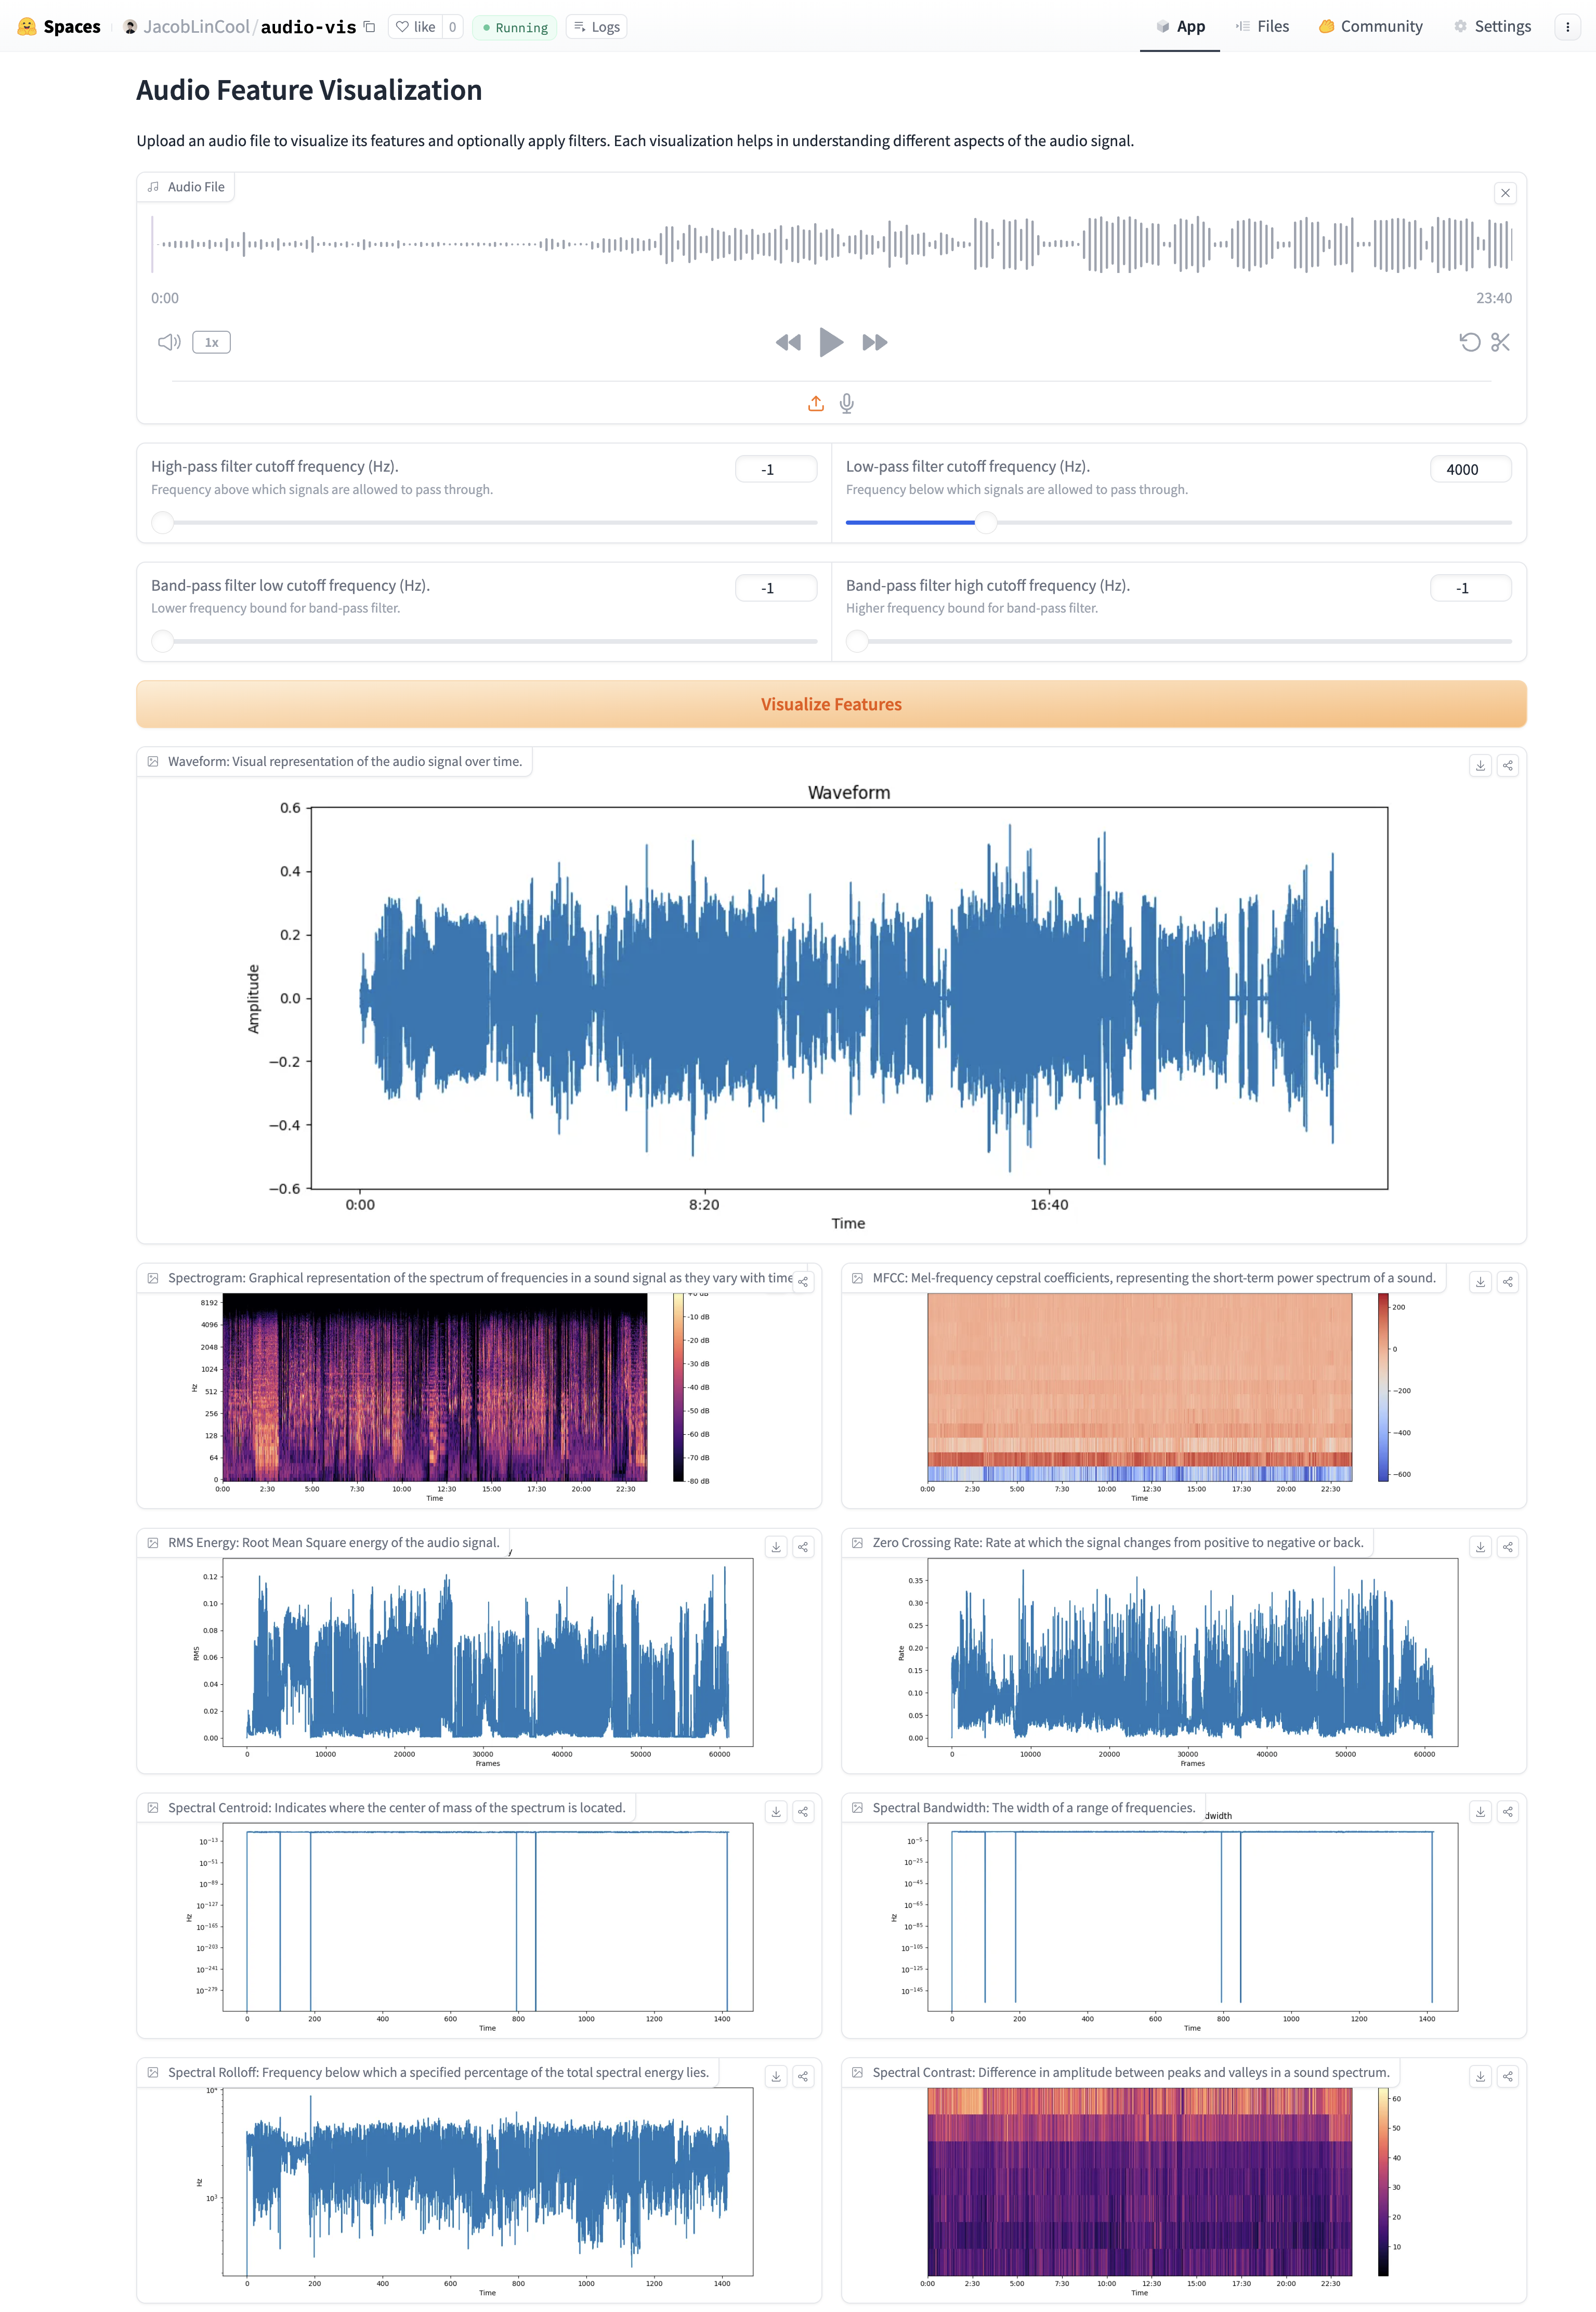 Spaces JacobLinCool/audio-vis like 0 Running Logs App Files Community Settings
Audio Feature Visualization
Upload an audio file to visualize its features and optionally apply filters. Each visualization helps in understanding different aspects of the audio signal.
Audio File
0:00 23:40
1x
High-pass filter cutoff frequency (Hz). -1
Frequency above which signals are allowed to pass through.
Low-pass filter cutoff frequency (Hz). 4000
Frequency below which signals are allowed to pass through.
Band-pass filter low cutoff frequency (Hz). -1
Lower frequency bound for band-pass filter.
Band-pass filter high cutoff frequency (Hz). -1
Higher frequency bound for band-pass filter.
Visualize Features
Waveform: Visual representation of the audio signal over time.
Waveform
0.6
0.4
0.2
0.0
−0.2
−0.4
−0.6
Amplitude
0:00 8:20 16:40
Time
Spectrogram: Graphical representation of the spectrum of frequencies in a sound signal as they vary with time
8192
4096
2048
1024
512
256
128
64
0
Hz
0:00 2:30 5:00 7:30 10:00 12:30 15:00 17:30 20:00 22:30
Time
+0 dB
-10 dB
-20 dB
-30 dB
-40 dB
-50 dB
-60 dB
-70 dB
-80 dB
MFCC: Mel-frequency cepstral coefficients, representing the short-term power spectrum of a sound.
200
0
−200
−400
−600
0:00 2:30 5:00 7:30 10:00 12:30 15:00 17:30 20:00 22:30
Time
RMS Energy: Root Mean Square energy of the audio signal.
y
0.12
0.10
0.08
0.06
0.04
0.02
0.00
RMS
0 10000 20000 30000 40000 50000 60000
Frames
Zero Crossing Rate: Rate at which the signal changes from positive to negative or back.
0.35
0.30
0.25
0.20
0.15
0.10
0.05
0.00
Rate
0 10000 20000 30000 40000 50000 60000
Frames
Spectral Centroid: Indicates where the center of mass of the spectrum is located.
10⁻¹³
10⁻⁵¹
10⁻⁸⁹
10⁻¹²⁷
10⁻¹⁶⁵
10⁻²⁰³
10⁻²⁴¹
10⁻²⁷⁹
Hz
0 200 400 600 800 1000 1200 1400
Time
Spectral Bandwidth: The width of a range of frequencies.
dwidth
10⁻⁵
10⁻²⁵
10⁻⁴⁵
10⁻⁶⁵
10⁻⁸⁵
10⁻¹⁰⁵
10⁻¹²⁵
10⁻¹⁴⁵
Hz
0 200 400 600 800 1000 1200 1400
Time
Spectral Rolloff: Frequency below which a specified percentage of the total spectral energy lies.
10⁴
10³
Hz
0 200 400 600 800 1000 1200 1400
Time
Spectral Contrast: Difference in amplitude between peaks and valleys in a sound spectrum.
60
50
40
30
20
10
0:00 2:30 5:00 7:30 10:00 12:30 15:00 17:30 20:00 22:30
Time